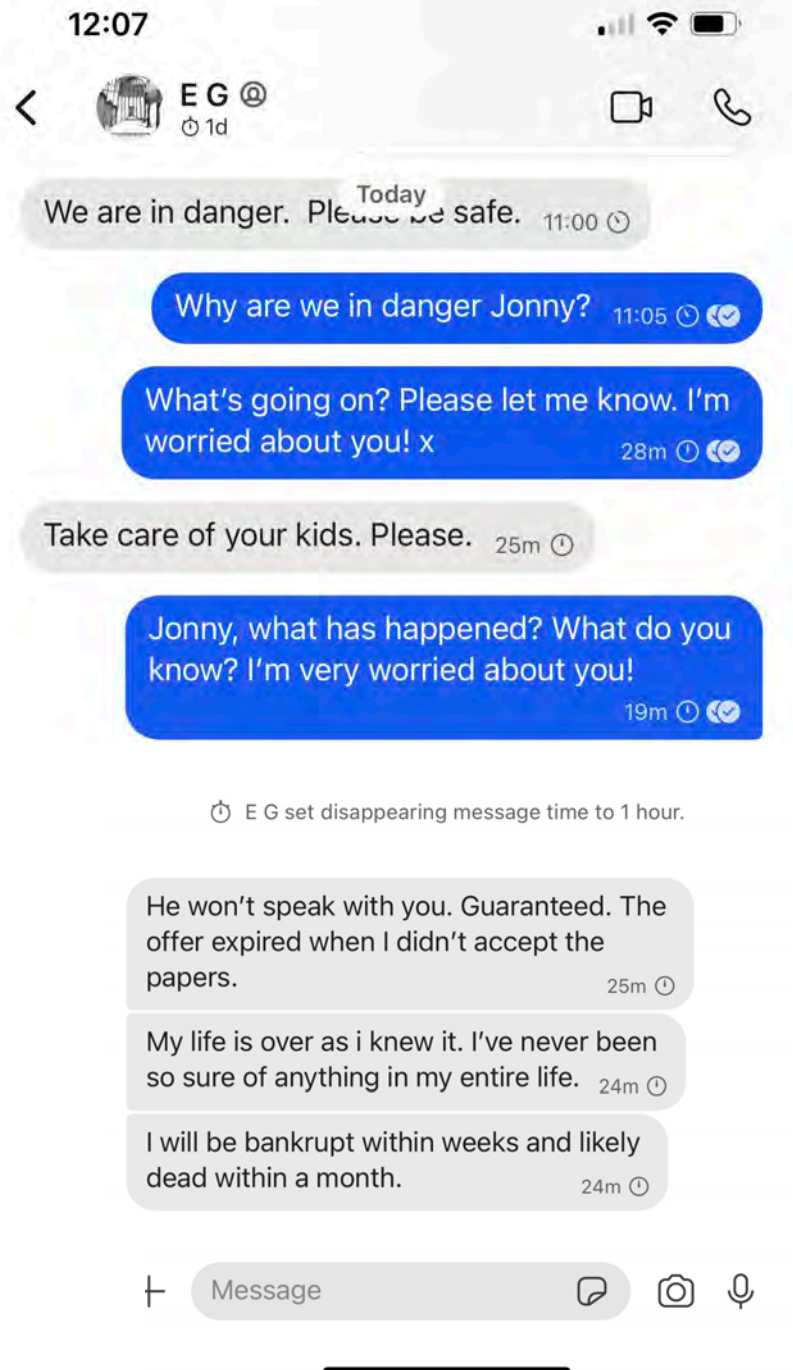 12:07
E G
1d
Today
We are in danger. Please be safe. 11:00
Why are we in danger Jonny? 11:05
What's going on? Please let me know. I'm
worried about you! x 28m
Take care of your kids. Please. 25m
Jonny, what has happened? What do you
know? I'm very worried about you!
19m
E G set disappearing message time to 1 hour.
He won't speak with you. Guaranteed. The
offer expired when I didn't accept the
papers. 25m
My life is over as i knew it. I've never been
so sure of anything in my entire life. 24m
I will be bankrupt within weeks and likely
dead within a month. 24m
Message